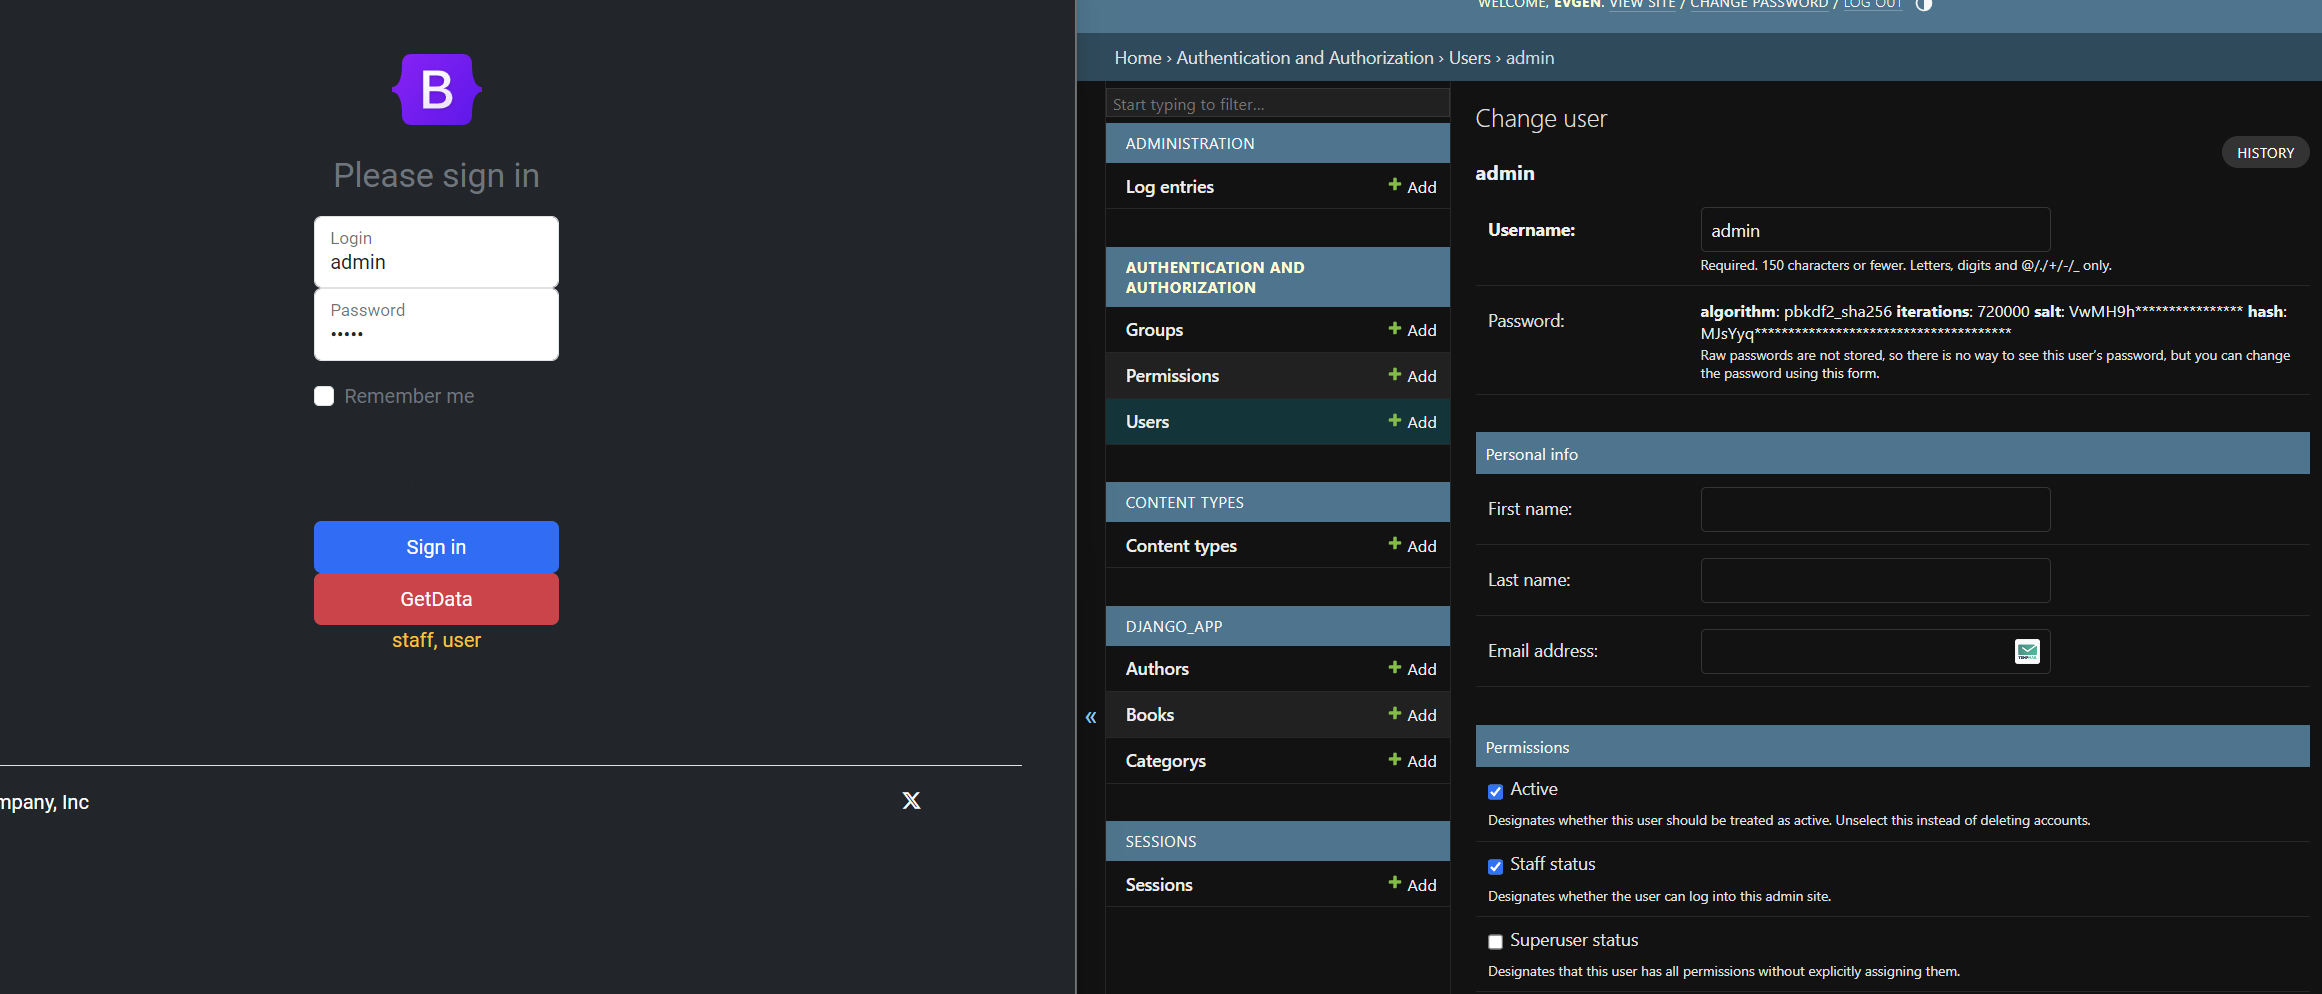 B
Please sign in
Login
admin
Password
•••••
Remember me
Sign in
GetData
staff, user
mpany, Inc
WELCOME, EVGEN. VIEW SITE / CHANGE PASSWORD / LOG OUT
Home › Authentication and Authorization › Users › admin
Start typing to filter...
ADMINISTRATION
Log entries + Add
AUTHENTICATION AND
AUTHORIZATION
Groups + Add
Permissions + Add
Users + Add
CONTENT TYPES
Content types + Add
DJANGO_APP
Authors + Add
Books + Add
Categorys + Add
SESSIONS
Sessions + Add
«
Change user
HISTORY
admin
Username: admin
Required. 150 characters or fewer. Letters, digits and @/./+/-/_ only.
Password: algorithm: pbkdf2_sha256 iterations: 720000 salt: VwMH9h**************** hash:
MJsYyq**************************************
Raw passwords are not stored, so there is no way to see this user's password, but you can change
the password using this form.
Personal info
First name:
Last name:
Email address:
Permissions
Active
Designates whether this user should be treated as active. Unselect this instead of deleting accounts.
Staff status
Designates whether the user can log into this admin site.
Superuser status
Designates that this user has all permissions without explicitly assigning them.